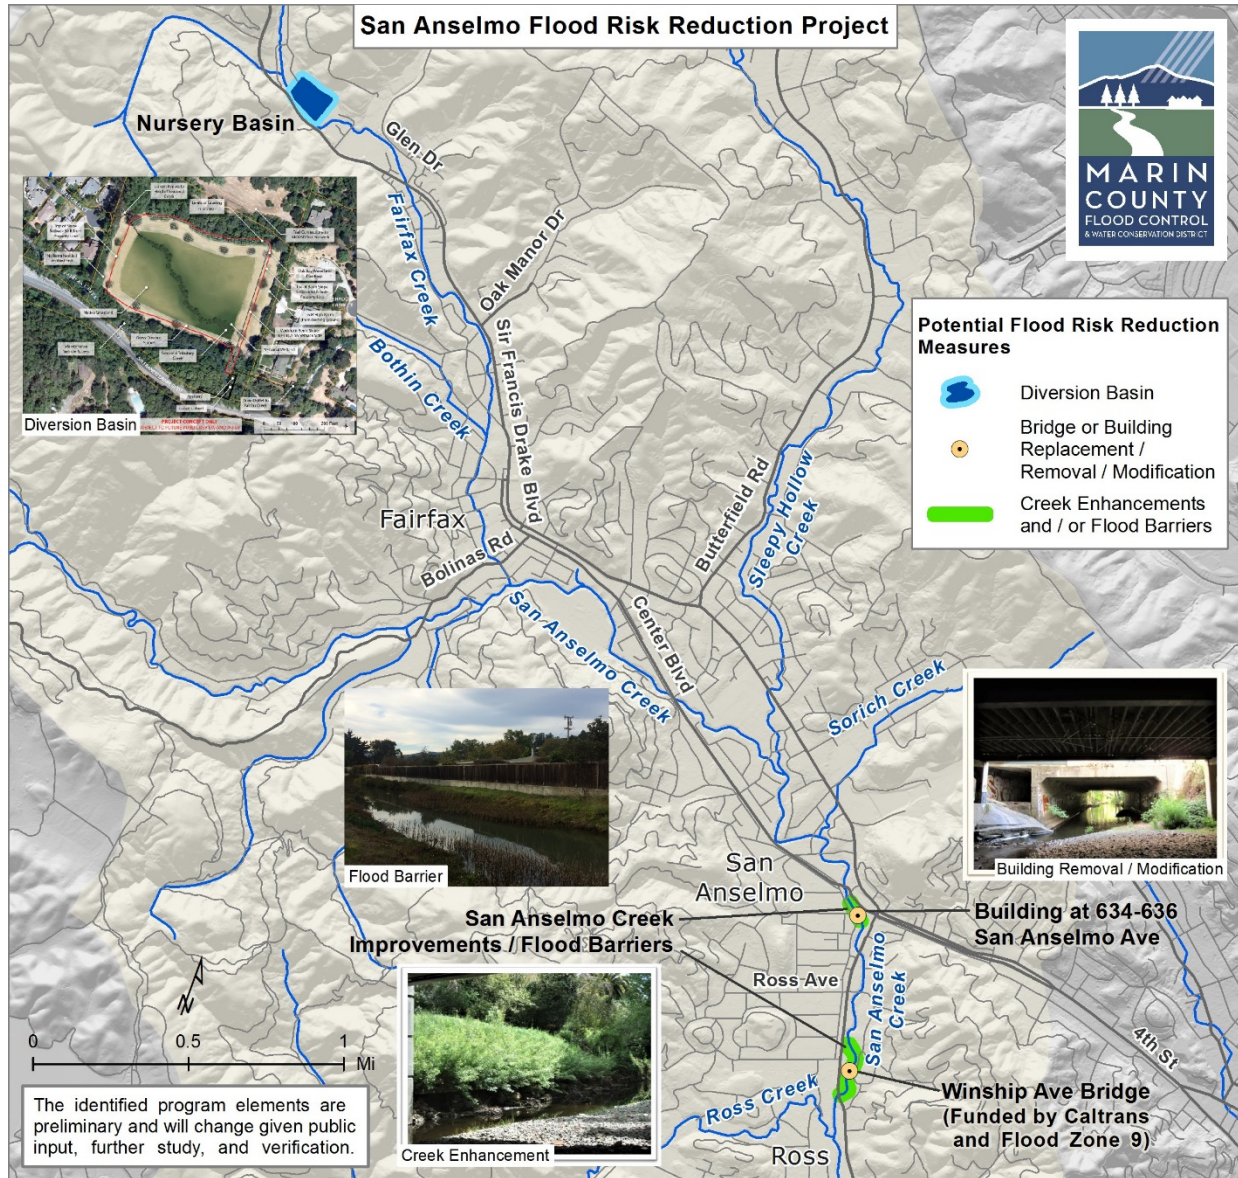 San Anselmo Flood Risk Reduction Project
MARIN
COUNTY
FLOOD CONTROL
& WATER CONSERVATION DISTRICT
Nursery Basin
Glen Dr
Fairfax Creek
Oak Manor Dr
Sir Francis Drake Blvd
Bothin Creek
Diversion Basin
PROJECT CONCEPT ONLY
Potential Flood Risk Reduction
Measures
Diversion Basin
Bridge or Building
Replacement /
Removal / Modification
Creek Enhancements
and / or Flood Barriers
Fairfax
Bolinas Rd
Butterfield Rd
Sleepy Hollow
Creek
San Anselmo Creek
Center Blvd
Sorich Creek
Flood Barrier
Building Removal / Modification
San
Anselmo
San Anselmo Creek
Improvements / Flood Barriers
Building at 634-636
San Anselmo Ave
Ross Ave
San Anselmo
Creek
4th St
Creek Enhancement
Ross Creek
Winship Ave Bridge
(Funded by Caltrans
and Flood Zone 9)
Ross
N
0 0.5 1
Mi
The identified program elements are
preliminary and will change given public
input, further study, and verification.